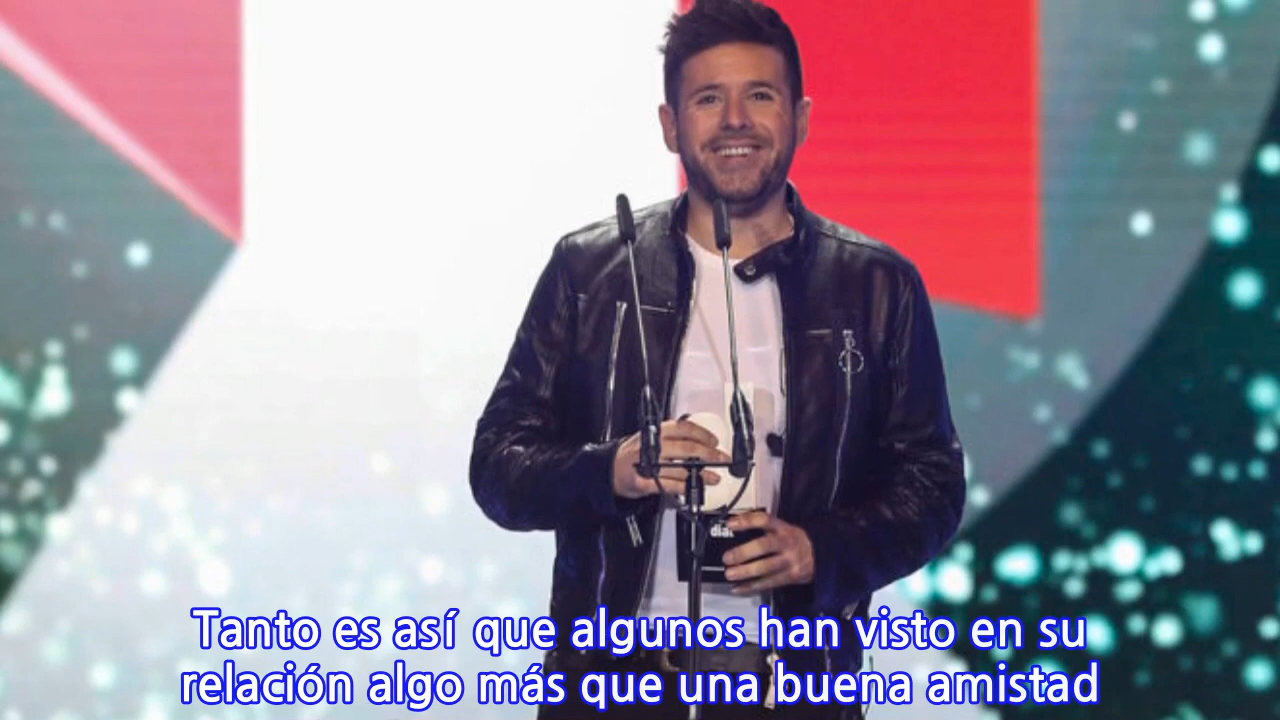 Tanto es así que algunos han visto en su
relación algo más que una buena amistad